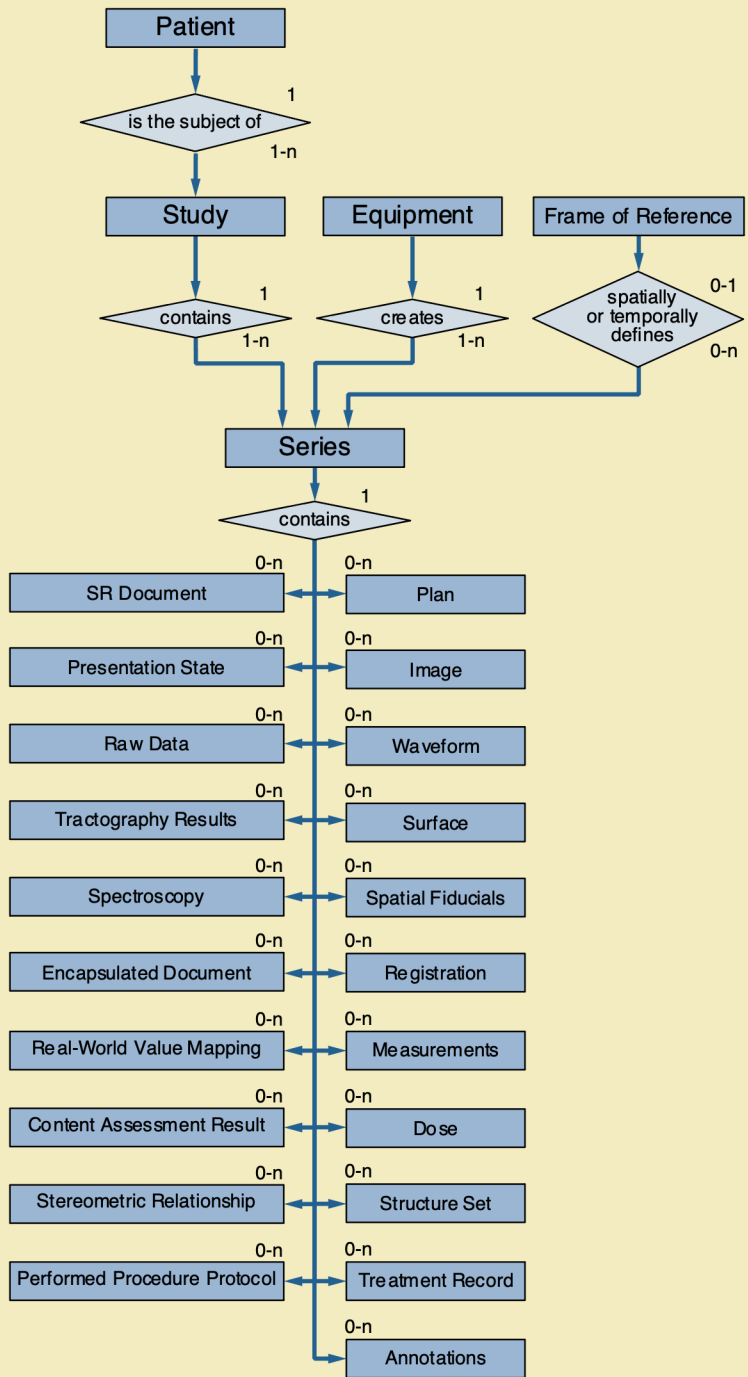 Patient
1
is the subject of
1-n
Study
Equipment
Frame of Reference
1
contains
1-n
1
creates
1-n
0-1
spatially
or temporally
defines
0-n
Series
1
contains
0-n
0-n
SR Document
Plan
0-n
0-n
Presentation State
Image
0-n
0-n
Raw Data
Waveform
0-n
0-n
Tractography Results
Surface
0-n
0-n
Spectroscopy
Spatial Fiducials
0-n
0-n
Encapsulated Document
Registration
0-n
0-n
Real-World Value Mapping
Measurements
0-n
0-n
Content Assessment Result
Dose
0-n
0-n
Stereometric Relationship
Structure Set
0-n
0-n
Performed Procedure Protocol
Treatment Record
0-n
Annotations